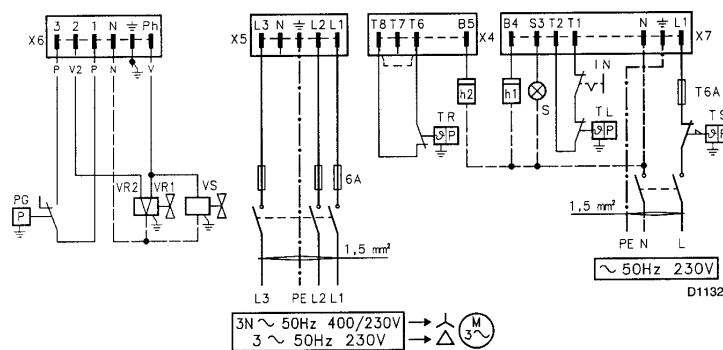 X6 3 2 1 N Ph
P V2 P N V
X5 L3 N L2 L1
T8 T7 T6 B5 X4
B4 S3 T2 T1 N L1 X7
IN
T6A
h2 h1 S
TR ϑ P
TL ϑ P
TS ϑ P
6A
PG P
VR2 VR1 VS
1,5 mm²
L3 PE L2 L1
1,5 mm²
PE N L
3N ~ 50Hz 400/230V
3 ~ 50Hz 230V
M 3~
~ 50Hz 230V
D1132